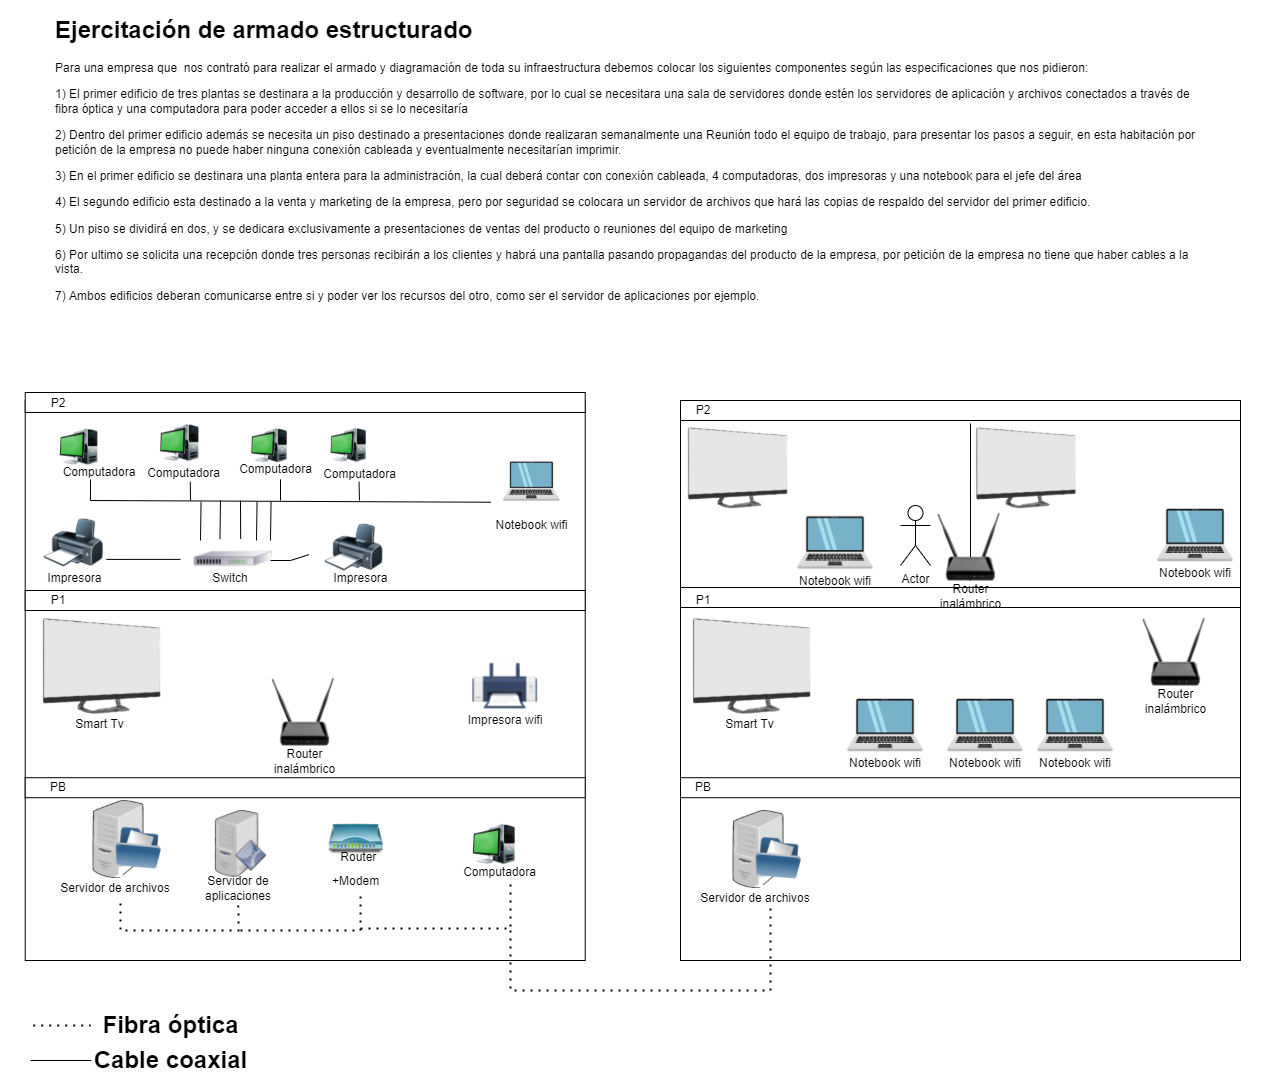 Ejercitación de armado estructurado
Para una empresa que  nos contrató para realizar el armado y diagramación de toda su infraestructura debemos colocar los siguientes componentes según las especificaciones que nos pidieron:
1) El primer edificio de tres plantas se destinara a la producción y desarrollo de software, por lo cual se necesitara una sala de servidores donde estén los servidores de aplicación y archivos conectados a través de
fibra óptica y una computadora para poder acceder a ellos si se lo necesitaría
2) Dentro del primer edificio además se necesita un piso destinado a presentaciones donde realizaran semanalmente una Reunión todo el equipo de trabajo, para presentar los pasos a seguir, en esta habitación por
petición de la empresa no puede haber ninguna conexión cableada y eventualmente necesitarían imprimir.
3) En el primer edificio se destinara una planta entera para la administración, la cual deberá contar con conexión cableada, 4 computadoras, dos impresoras y una notebook para el jefe del área
4) El segundo edificio esta destinado a la venta y marketing de la empresa, pero por seguridad se colocara un servidor de archivos que hará las copias de respaldo del servidor del primer edificio.
5) Un piso se dividirá en dos, y se dedicara exclusivamente a presentaciones de ventas del producto o reuniones del equipo de marketing
6) Por ultimo se solicita una recepción donde tres personas recibirán a los clientes y habrá una pantalla pasando propagandas del producto de la empresa, por petición de la empresa no tiene que haber cables a la
vista.
7) Ambos edificios deberan comunicarse entre si y poder ver los recursos del otro, como ser el servidor de aplicaciones por ejemplo.
P2
Computadora
Computadora
Computadora
Computadora
Notebook wifi
Impresora
Switch
Impresora
P1
Smart Tv
Router
inalámbrico
Impresora wifi
PB
Servidor de archivos
Servidor de
aplicaciones
Router
+Modem
Computadora
P2
Notebook wifi
Actor
Router
inalámbrico
Notebook wifi
P1
Smart Tv
Notebook wifi
Notebook wifi
Notebook wifi
Router
inalámbrico
PB
Servidor de archivos
Fibra óptica
Cable coaxial